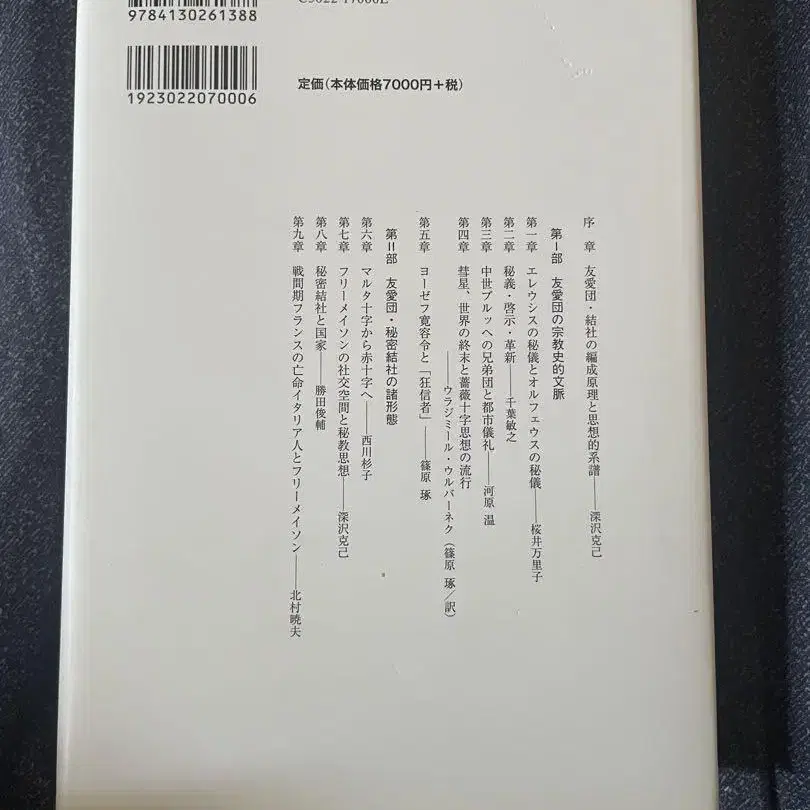 9784130261388
1923022070006
定価(本体価格7000円+税)
序 章 友愛団・結社の編成原理と思想的系譜――深沢克己
第I部 友愛団の宗教史的文脈
第一章 エレウシスの秘儀とオルフェウスの秘儀――桜井万里子
第二章 秘義・啓示・革新――千葉敏之
第三章 中世ブルッヘの兄弟団と都市儀礼――河原 温
第四章 彗星、世界の終末と薔薇十字思想の流行
――ウラジミール・ウルバーネク(篠原 琢/訳)
第五章 ヨーゼフ寛容令と「狂信者」――篠原 琢
第II部 友愛団・秘密結社の諸形態
第六章 マルタ十字から赤十字へ――西川杉子
第七章 フリーメイソンの社交空間と秘教思想――深沢克己
第八章 秘密結社と国家――勝田俊輔
第九章 戦間期フランスの亡命イタリア人とフリーメイソン――北村暁夫